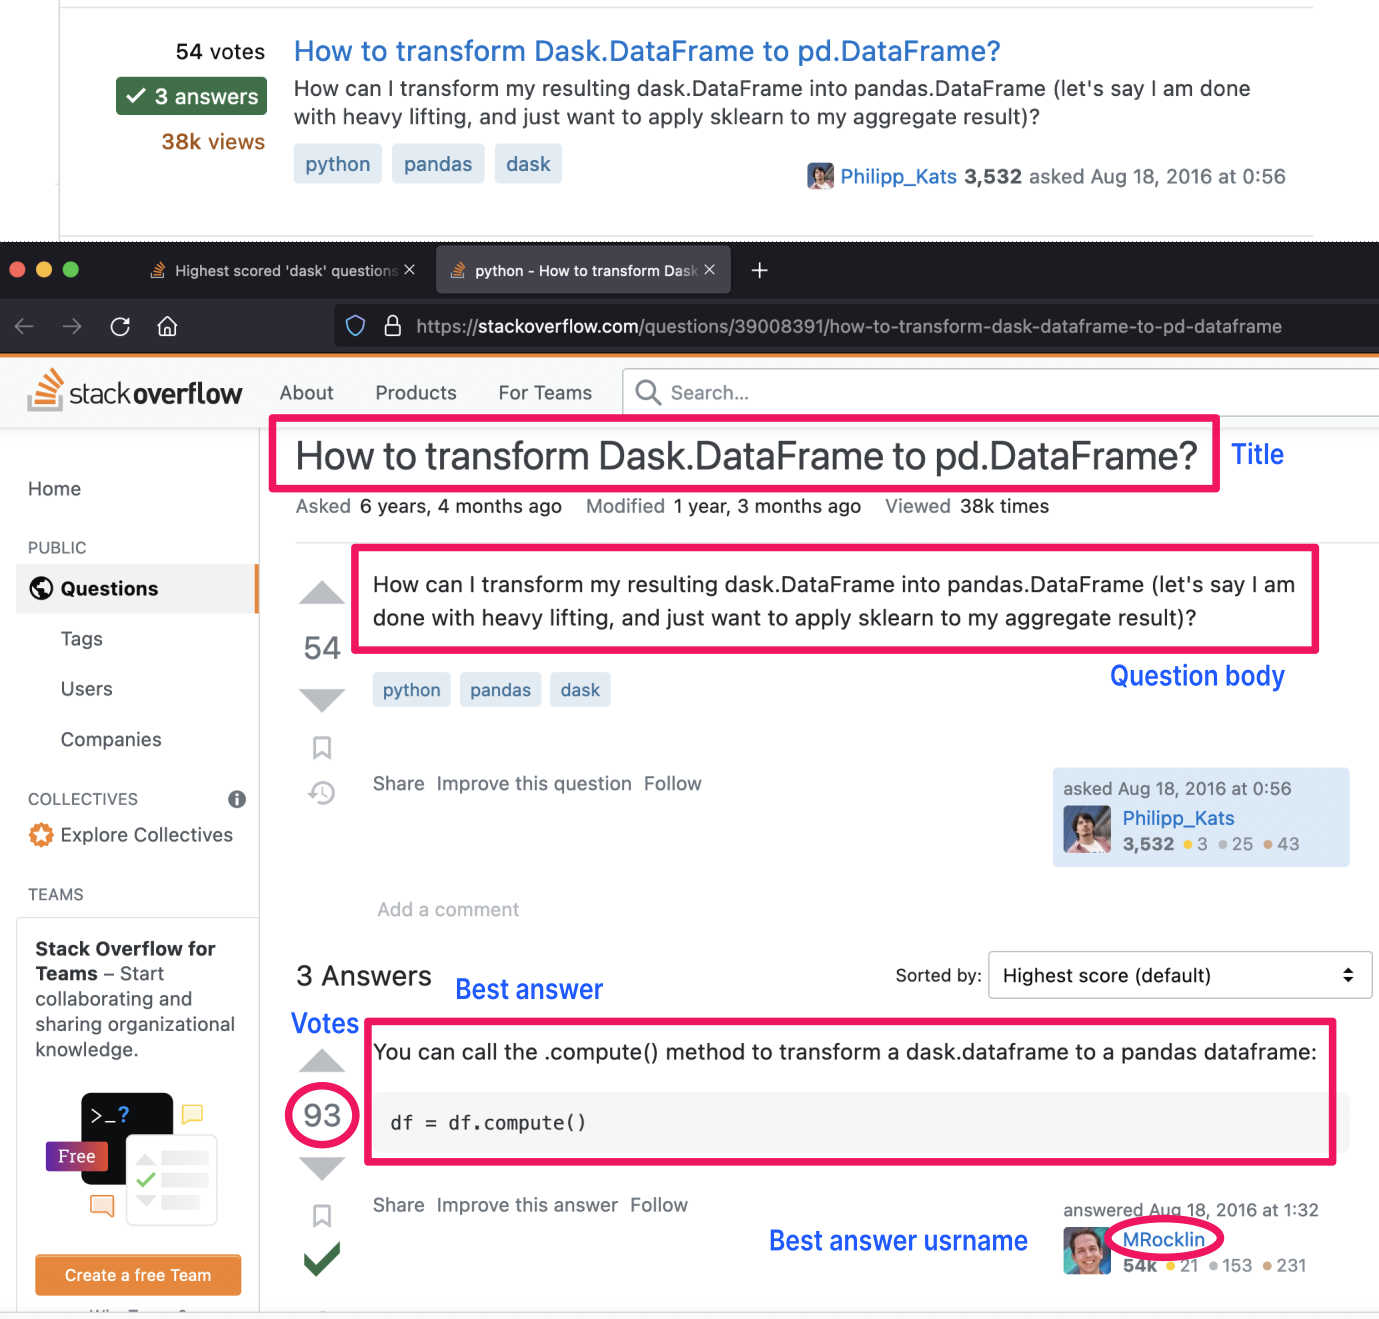 54 votes
How to transform Dask.DataFrame to pd.DataFrame?
3 answers
How can I transform my resulting dask.DataFrame into pandas.DataFrame (let's say I am done
with heavy lifting, and just want to apply sklearn to my aggregate result)?
38k views
python pandas dask
Philipp_Kats 3,532 asked Aug 18, 2016 at 0:56
Highest scored 'dask' questions
python - How to transform Dask
https://stackoverflow.com/questions/39008391/how-to-transform-dask-dataframe-to-pd-dataframe
stackoverflow About Products For Teams Search...
How to transform Dask.DataFrame to pd.DataFrame? Title
Asked 6 years, 4 months ago Modified 1 year, 3 months ago Viewed 38k times
Home
PUBLIC
Questions
Tags
Users
Companies
COLLECTIVES
Explore Collectives
TEAMS
Stack Overflow for
Teams – Start
collaborating and
sharing organizational
knowledge.
>_?
Free
Create a free Team
How can I transform my resulting dask.DataFrame into pandas.DataFrame (let's say I am
done with heavy lifting, and just want to apply sklearn to my aggregate result)?
54
Question body
python pandas dask
Share Improve this question Follow
asked Aug 18, 2016 at 0:56
Philipp_Kats
3,532 3 25 43
Add a comment
3 Answers
Best answer
Sorted by: Highest score (default)
Votes
You can call the .compute() method to transform a dask.dataframe to a pandas dataframe:
93
df = df.compute()
Share Improve this answer Follow
answered Aug 18, 2016 at 1:32
Best answer usrname
MRocklin
54k 21 153 231